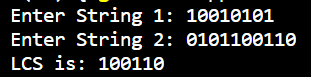 Enter String 1: 10010101
Enter String 2: 0101100110
LCS is: 100110